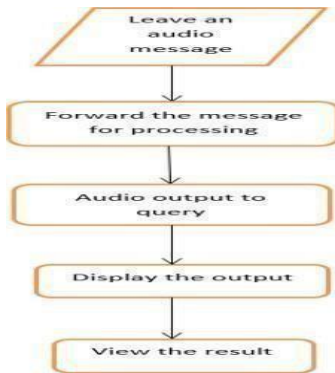 Leave an
audio
message
Forward the message
for processing
Audio output to
query
Display the output
View the result